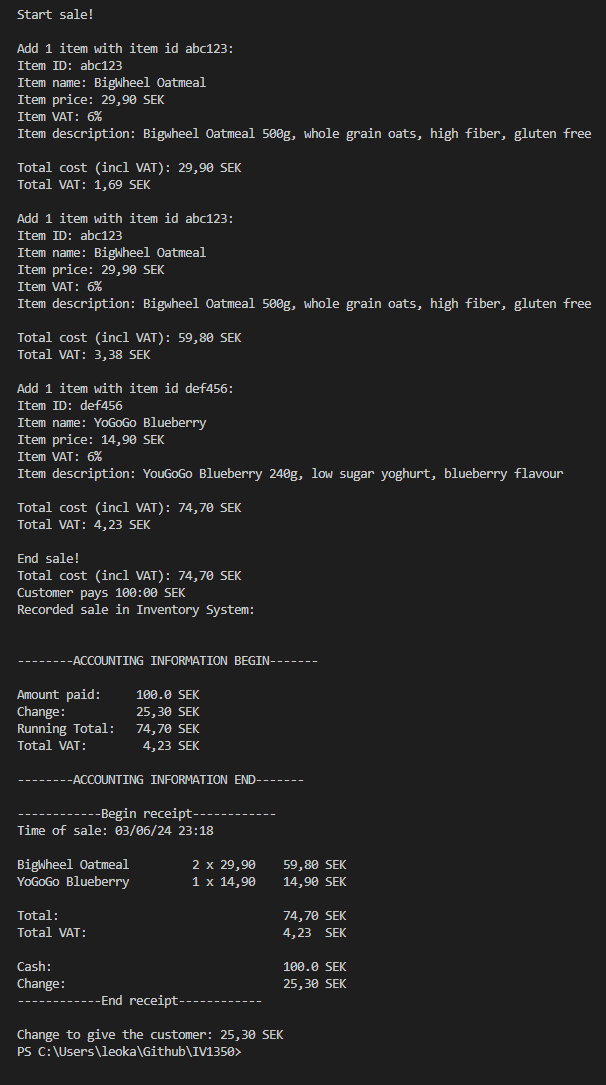 Start sale!
Add 1 item with item id abc123:
Item ID: abc123
Item name: BigWheel Oatmeal
Item price: 29,90 SEK
Item VAT: 6%
Item description: Bigwheel Oatmeal 500g, whole grain oats, high fiber, gluten free
Total cost (incl VAT): 29,90 SEK
Total VAT: 1,69 SEK
Add 1 item with item id abc123:
Item ID: abc123
Item name: BigWheel Oatmeal
Item price: 29,90 SEK
Item VAT: 6%
Item description: Bigwheel Oatmeal 500g, whole grain oats, high fiber, gluten free
Total cost (incl VAT): 59,80 SEK
Total VAT: 3,38 SEK
Add 1 item with item id def456:
Item ID: def456
Item name: YoGoGo Blueberry
Item price: 14,90 SEK
Item VAT: 6%
Item description: YouGoGo Blueberry 240g, low sugar yoghurt, blueberry flavour
Total cost (incl VAT): 74,70 SEK
Total VAT: 4,23 SEK
End sale!
Total cost (incl VAT): 74,70 SEK
Customer pays 100:00 SEK
Recorded sale in Inventory System:
--------ACCOUNTING INFORMATION BEGIN-------
Amount paid:     100.0 SEK
Change:          25,30 SEK
Running Total:   74,70 SEK
Total VAT:        4,23 SEK
--------ACCOUNTING INFORMATION END-------
------------Begin receipt------------
Time of sale: 03/06/24 23:18
BigWheel Oatmeal         2 x 29,90    59,80 SEK
YoGoGo Blueberry         1 x 14,90    14,90 SEK
Total:                                74,70 SEK
Total VAT:                            4,23  SEK
Cash:                                 100.0 SEK
Change:                               25,30 SEK
------------End receipt------------
Change to give the customer: 25,30 SEK
PS C:\Users\leoka\Github\IV1350>